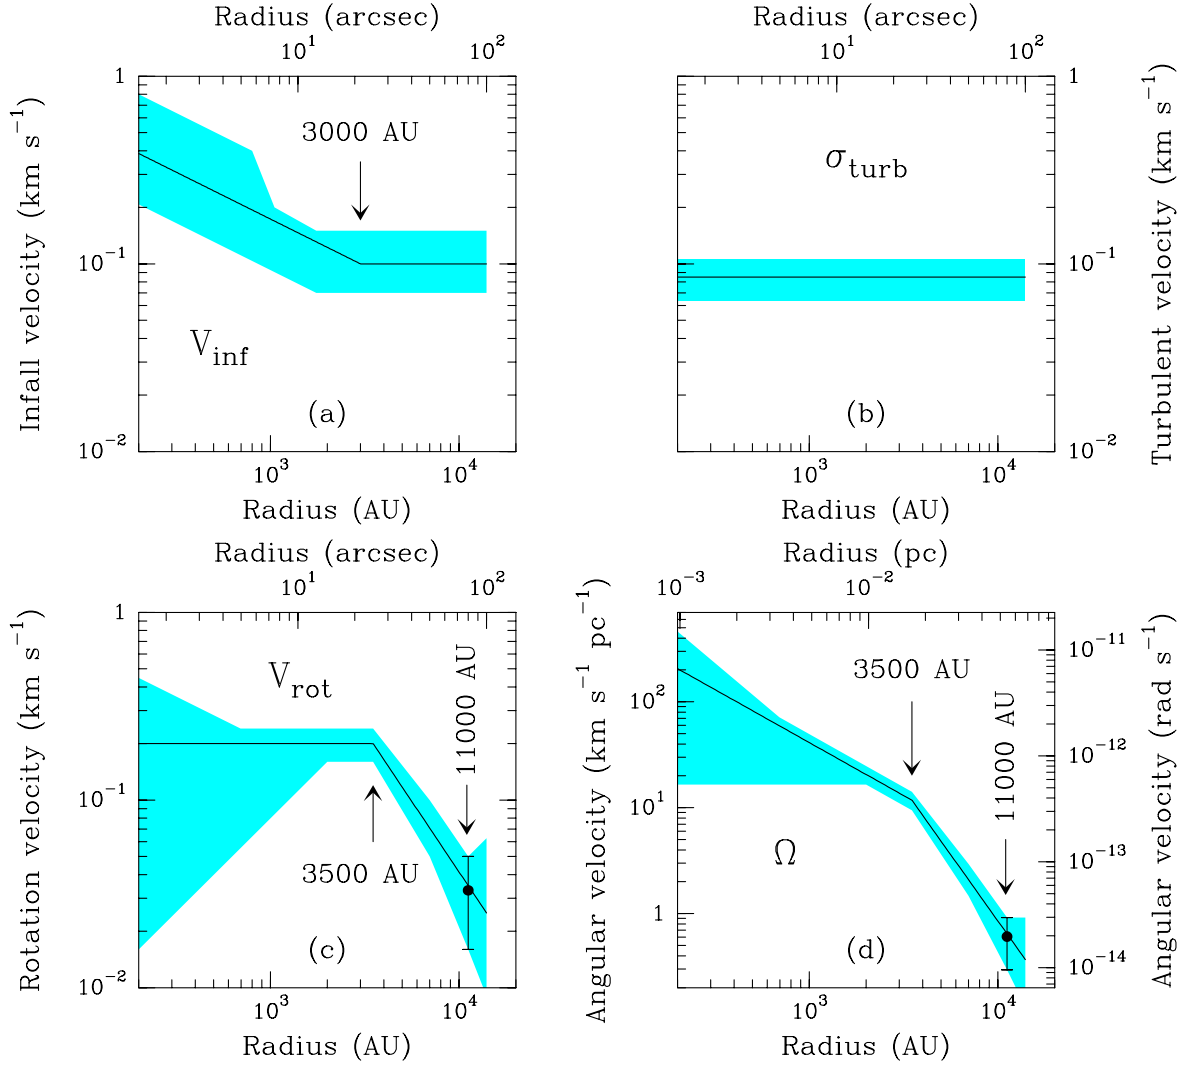 Radius (arcsec)
10^1 10^2
1
10^-1
10^-2
Infall velocity (km s^-1)
3000 AU
V_inf
(a)
10^3 10^4
Radius (AU)
Radius (arcsec)
10^1 10^2
1
10^-1
10^-2
Turbulent velocity (km s^-1)
σ_turb
(b)
10^3 10^4
Radius (AU)
Radius (arcsec)
10^1 10^2
1
10^-1
10^-2
Rotation velocity (km s^-1)
V_rot
11000 AU
3500 AU
(c)
10^3 10^4
Radius (AU)
Radius (pc)
10^-3 10^-2
10^2
10^1
1
Angular velocity (km s^-1 pc^-1)
10^-11
10^-12
10^-13
10^-14
Angular velocity (rad s^-1)
3500 AU
11000 AU
Ω
(d)
10^3 10^4
Radius (AU)